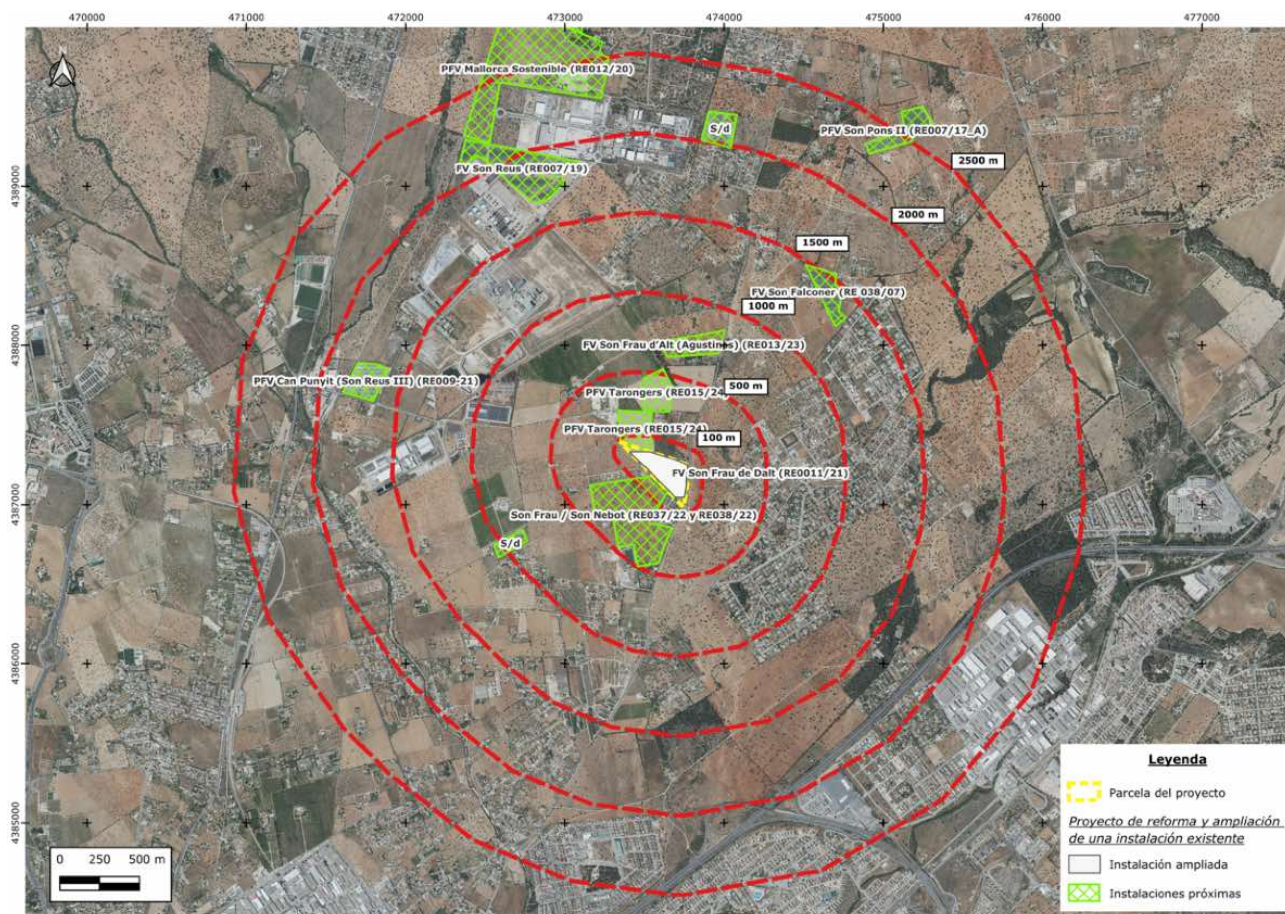 470000 471000 472000 473000 474000 475000 476000 477000
N
PFV Mallorca Sostenible (RE012/20)
S/d
PFV Son Pons II (RE007/17_A)
2500 m
FV Son Reus (RE007/19)
4389000
2000 m
1500 m
FV Son Falconer (RE 038/07)
1000 m
4388000
FV Son Frau d'Alt (Agustines) (RE013/23)
PFV Can Punyit (Son Reus III) (RE009-21)
500 m
PFV Tarongers (RE015/24)
PFV Tarongers (RE015/24)
100 m
FV Son Frau de Dalt (RE0011/21)
4387000
Son Frau / Son Nebot (RE037/22 y RE038/22)
S/d
4386000
4385000
0 250 500 m
Leyenda
Parcela del proyecto
Proyecto de reforma y ampliación
de una instalación existente
Instalación ampliada
Instalaciones próximas